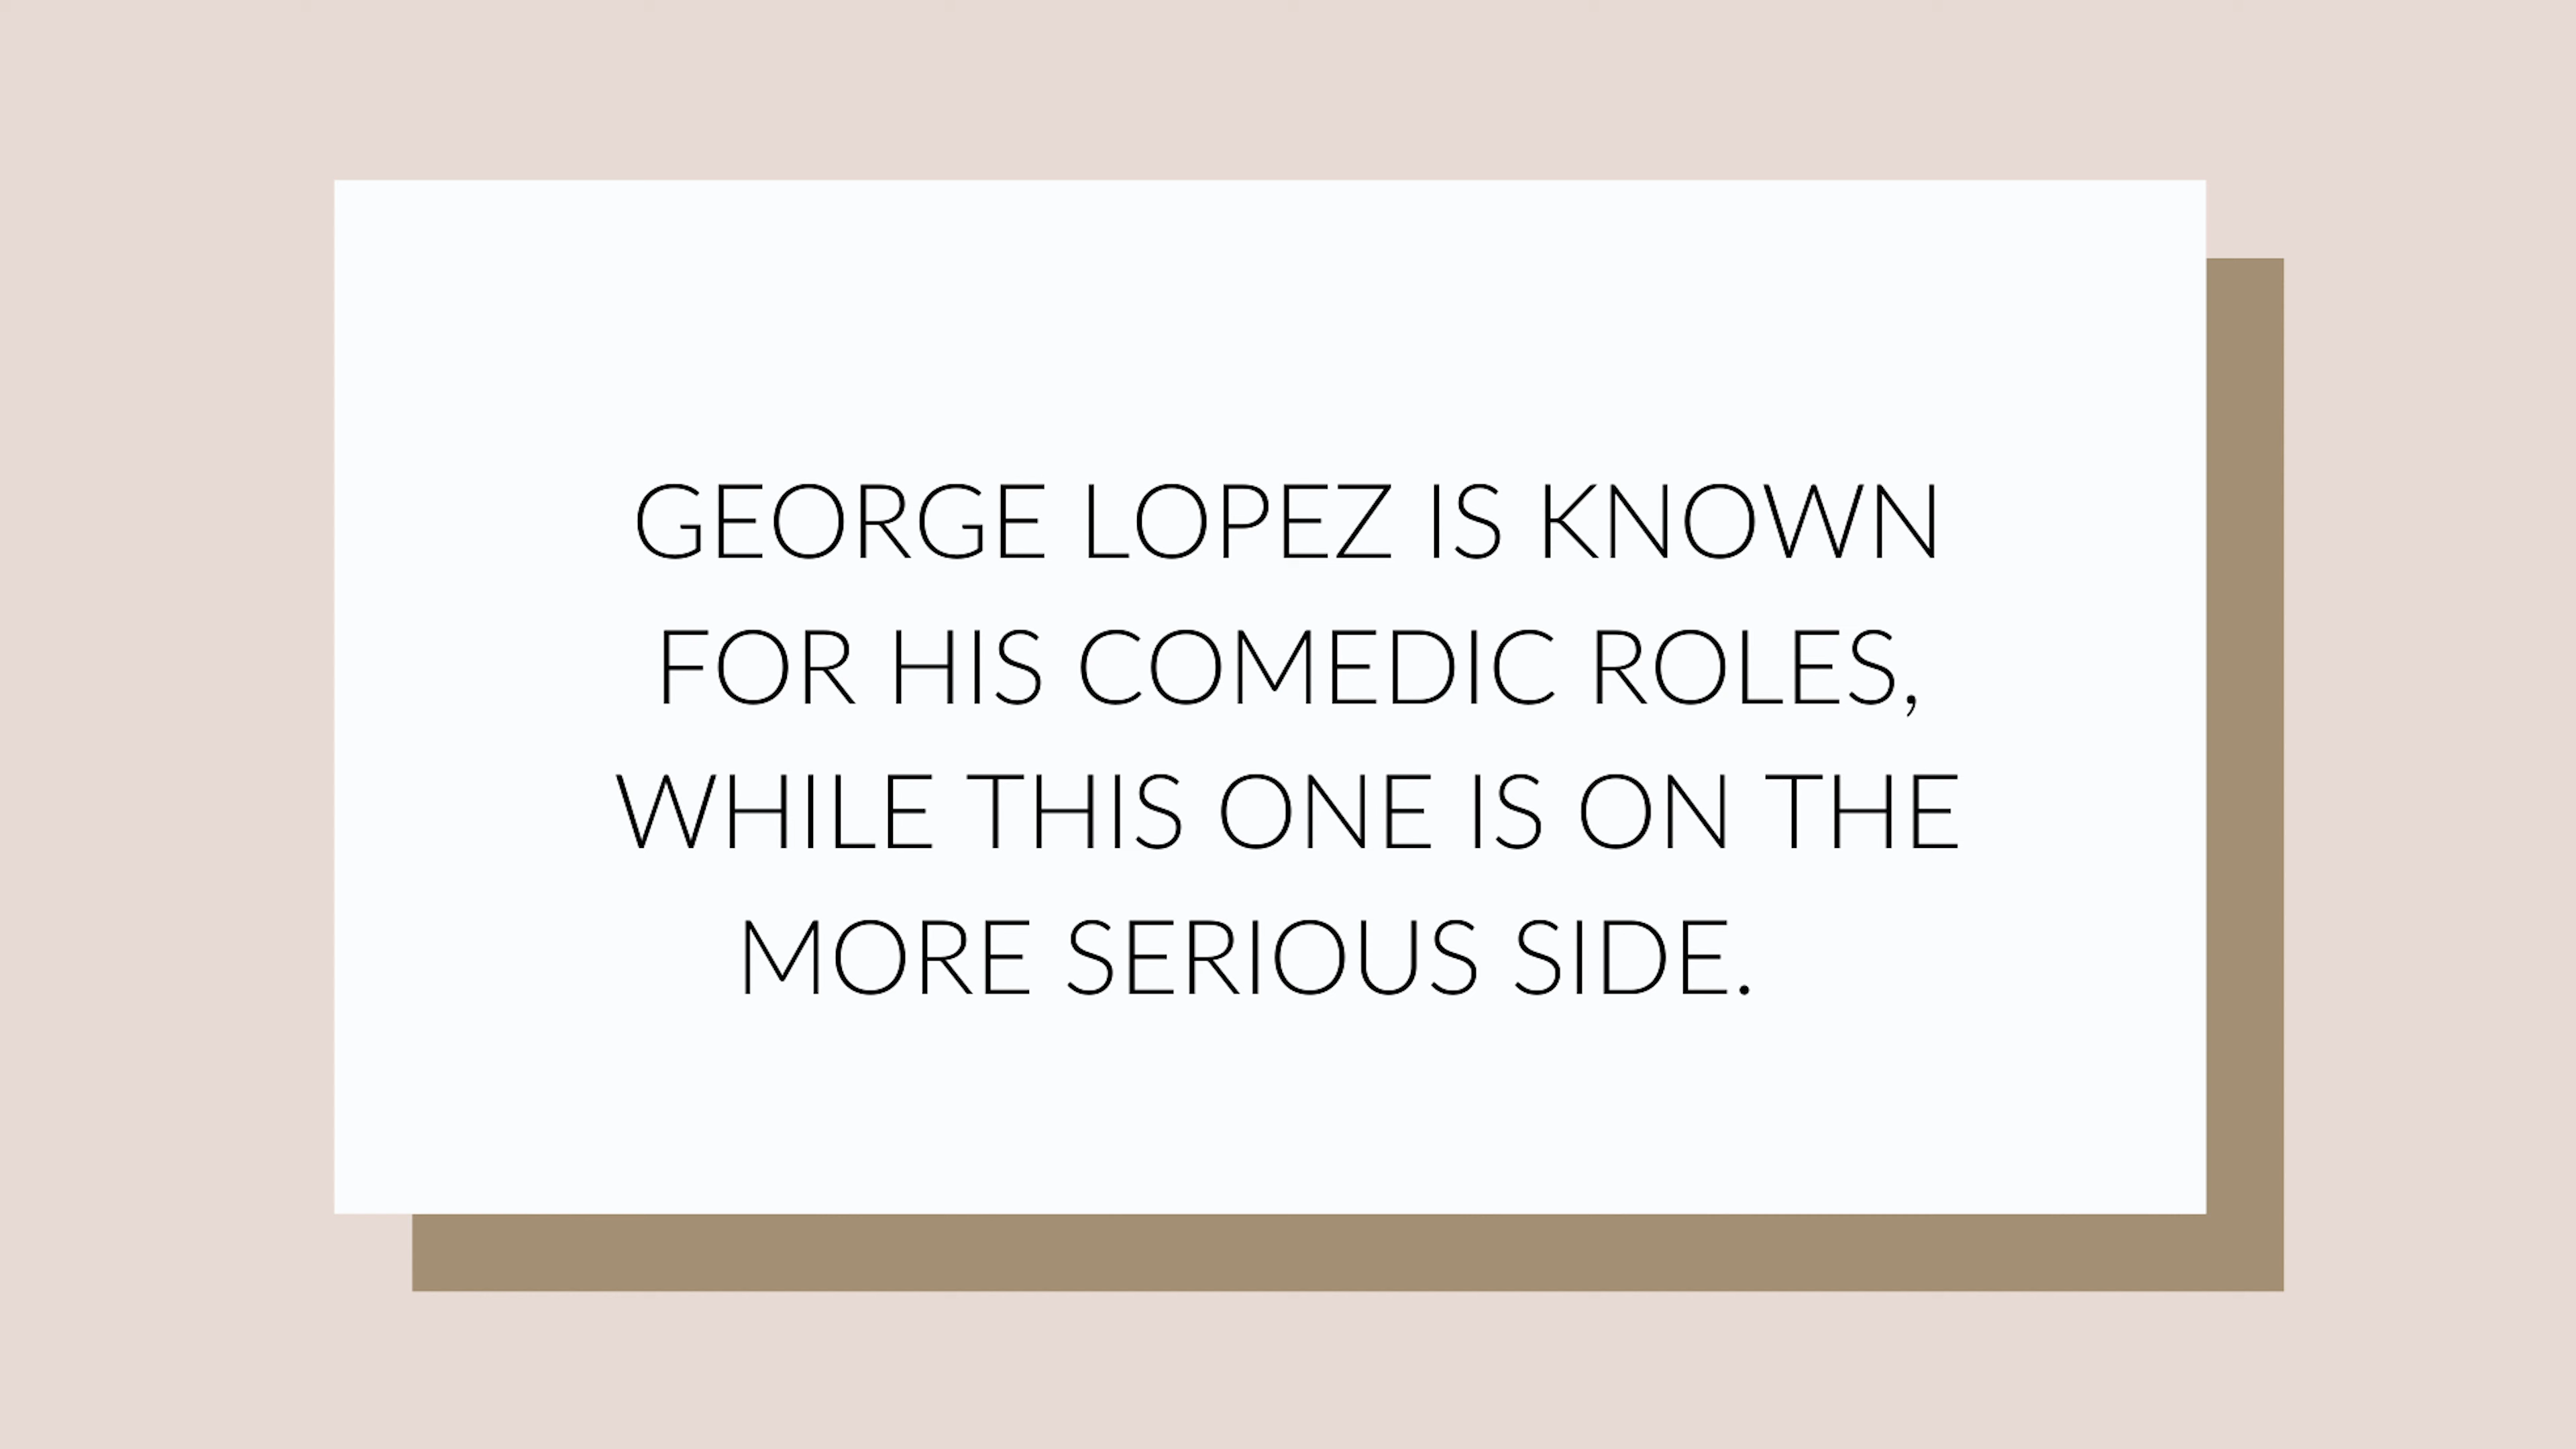 GEORGE LOPEZ IS KNOWN
FOR HIS COMEDIC ROLES,
WHILE THIS ONE IS ON THE
MORE SERIOUS SIDE.